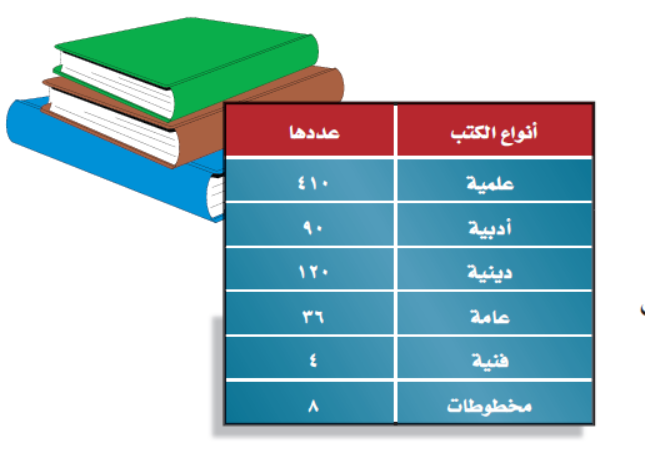 أنواع الكتب عددها
علمية ٤١٠
أدبية ٩٠
دينية ١٢٠
عامة ٣٦
فنية ٤
مخطوطات ٨